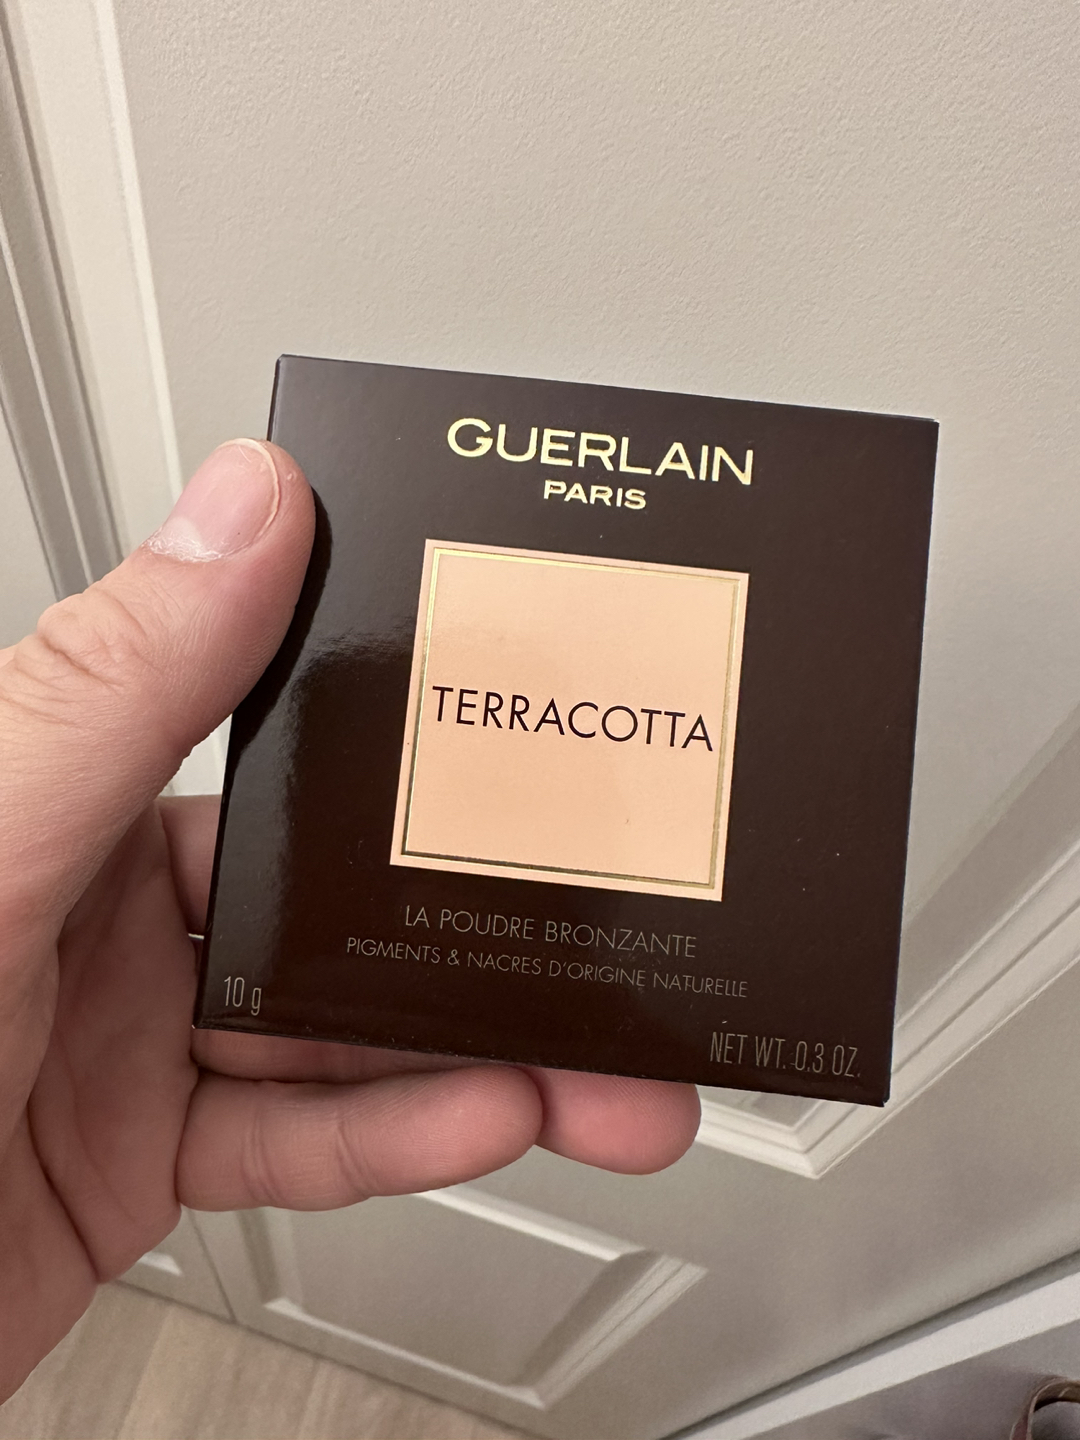 GUERLAIN
PARIS
TERRACOTTA
LA POUDRE BRONZANTE
PIGMENTS & NACRES D'ORIGINE NATURELLE
10 g
NET WT. 0.3 OZ.